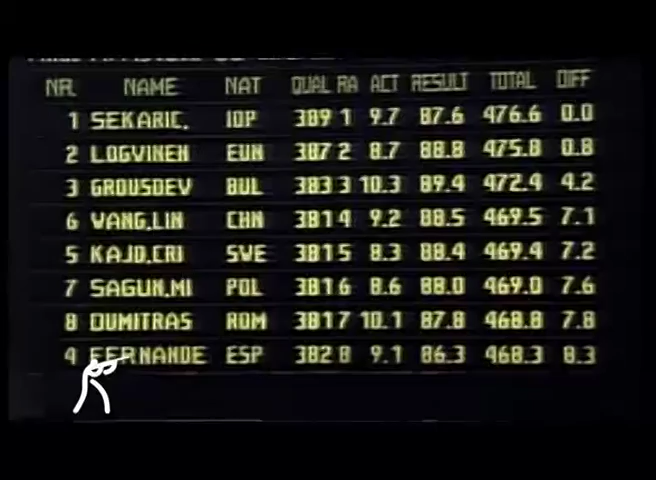 NR. NAME NAT QUAL RA ACT RESULT TOTAL DIFF
1 SEKARIC, IOP 389 1 9.7 87.6 476.6 0.0
2 LOGVINEN EUN 387 2 8.7 88.8 475.8 0.8
3 GROUSDEV BUL 383 3 10.3 89.4 472.4 4.2
6 WANG,LIN CHN 381 4 9.2 88.5 469.5 7.1
5 KAJD,CRI SWE 381 5 8.3 88.4 469.4 7.2
7 SAGUN,MI POL 381 6 8.6 88.0 469.0 7.6
8 DUMITRAS ROM 381 7 10.1 87.8 468.8 7.8
4 FERNANDE ESP 382 8 9.1 86.3 468.3 8.3